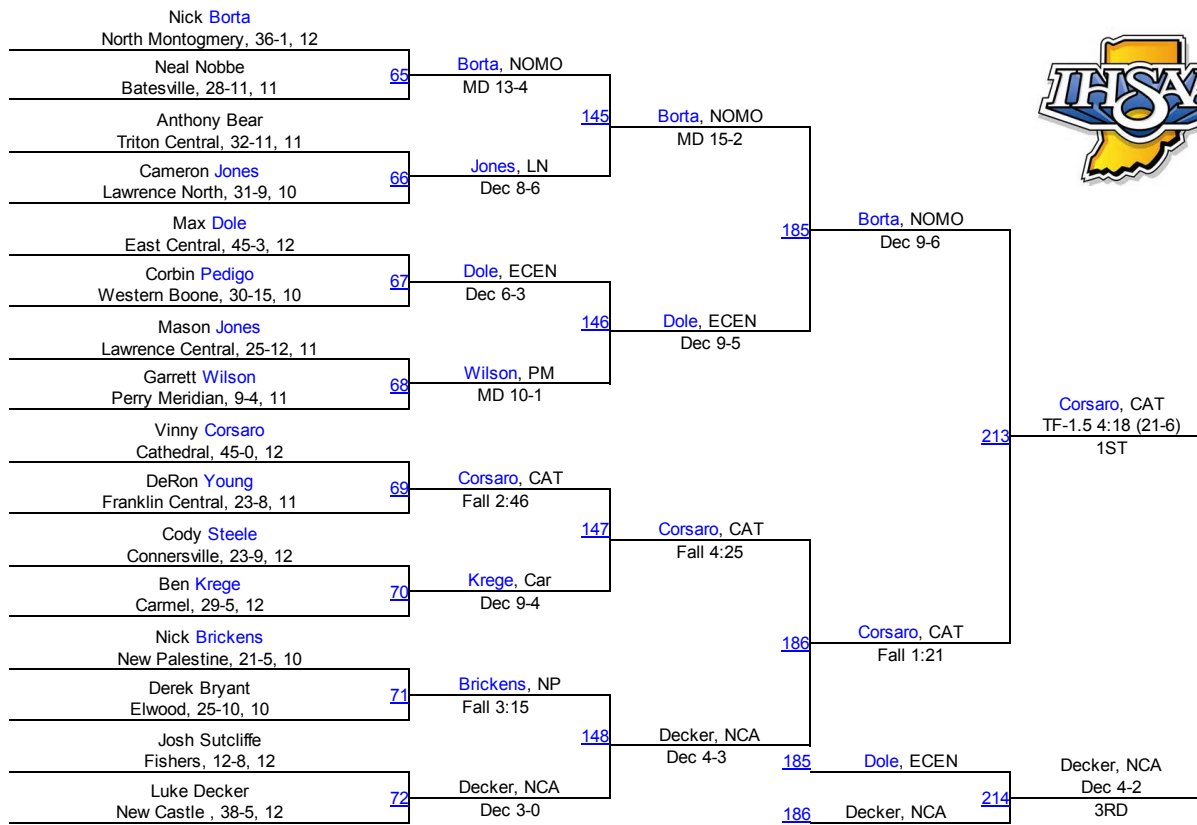 Nick Borta
North Montogmery, 36-1, 12
Neal Nobbe
Batesville, 28-11, 11
Anthony Bear
Triton Central, 32-11, 11
Cameron Jones
Lawrence North, 31-9, 10
Max Dole
East Central, 45-3, 12
Corbin Pedigo
Western Boone, 30-15, 10
Mason Jones
Lawrence Central, 25-12, 11
Garrett Wilson
Perry Meridian, 9-4, 11
Vinny Corsaro
Cathedral, 45-0, 12
DeRon Young
Franklin Central, 23-8, 11
Cody Steele
Connersville, 23-9, 12
Ben Krege
Carmel, 29-5, 12
Nick Brickens
New Palestine, 21-5, 10
Derek Bryant
Elwood, 25-10, 10
Josh Sutcliffe
Fishers, 12-8, 12
Luke Decker
New Castle , 38-5, 12
65
66
67
68
69
70
71
72
Borta, NOMO
MD 13-4
Jones, LN
Dec 8-6
Dole, ECEN
Dec 6-3
Wilson, PM
MD 10-1
Corsaro, CAT
Fall 2:46
Krege, Car
Dec 9-4
Brickens, NP
Fall 3:15
Decker, NCA
Dec 3-0
145
146
147
148
Borta, NOMO
MD 15-2
Dole, ECEN
Dec 9-5
Corsaro, CAT
Fall 4:25
Decker, NCA
Dec 4-3
185
186
Borta, NOMO
Dec 9-6
Corsaro, CAT
Fall 1:21
213
Corsaro, CAT
TF-1.5 4:18 (21-6)
1ST
185
Dole, ECEN
186
Decker, NCA
214
Decker, NCA
Dec 4-2
3RD
IHSAA